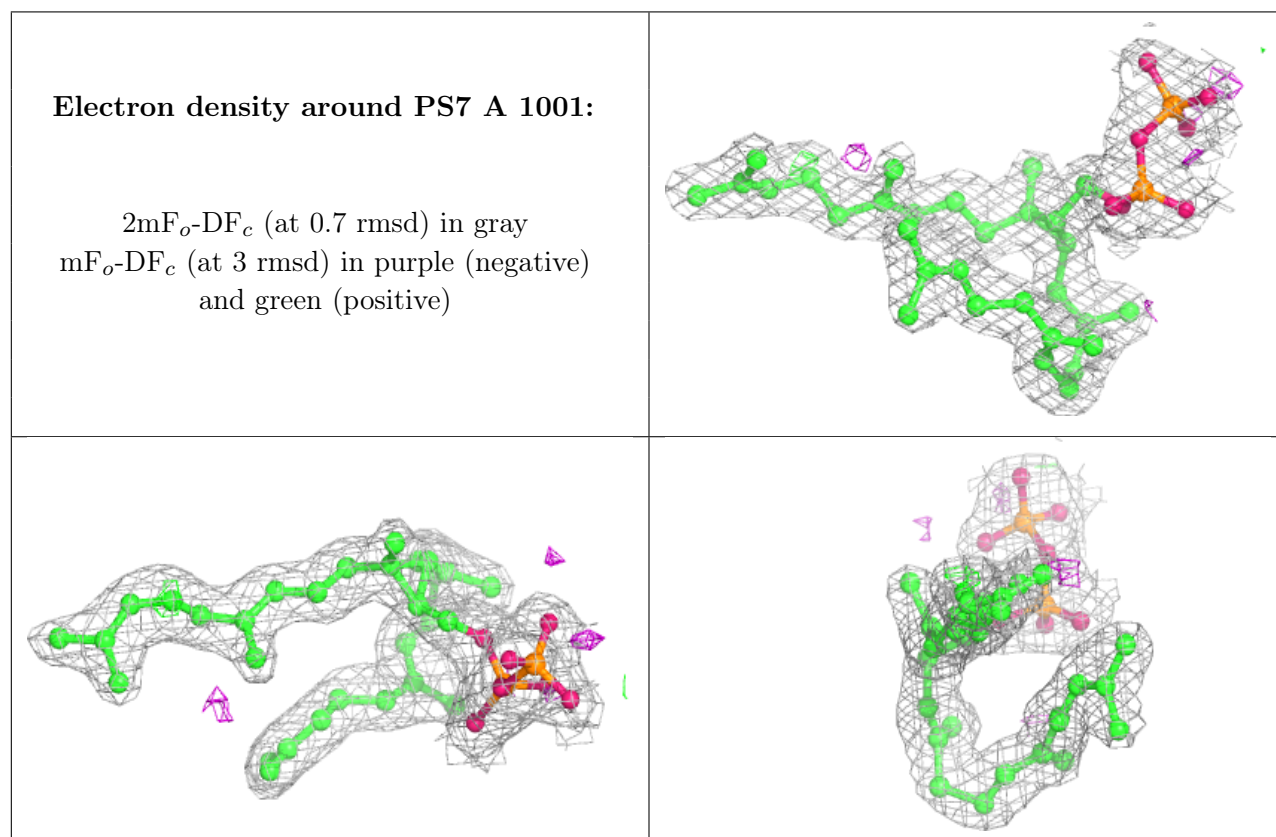 Electron density around PS7 A 1001:
2mFo-DFc (at 0.7 rmsd) in gray
mFo-DFc (at 3 rmsd) in purple (negative)
and green (positive)